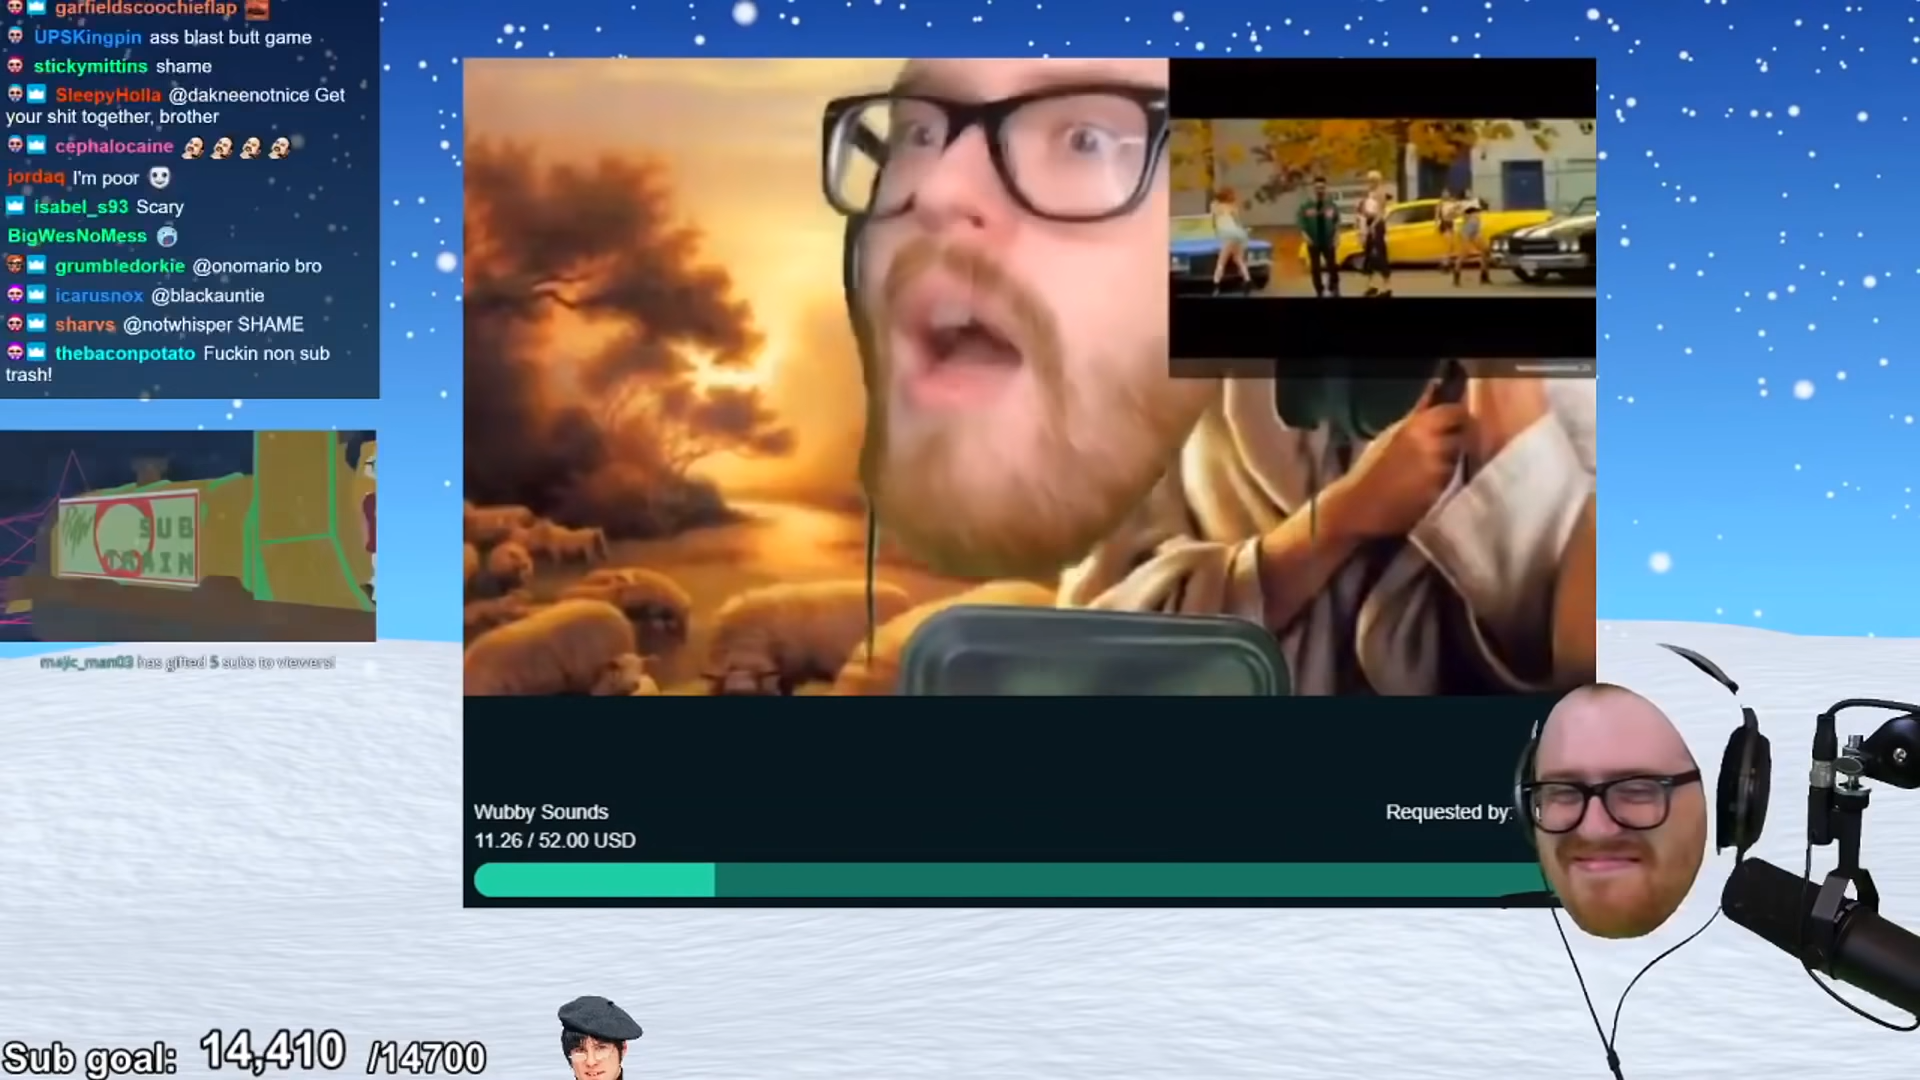 garfieldscoochieflap
UPSKingpin ass blast butt game
stickymittins shame
SleepyHolla @dakneenotnice Get
your shit together, brother
cephalocaine
jordaq I'm poor
isabel_s93 Scary
BigWesNoMess
grumbledorkie @onomario bro
icarusnox @blackauntie
sharvs @notwhisper SHAME
thebaconpotato Fuckin non sub
trash!
SUB
TRAIN
majic_man03 has gifted 5 subs to viewers!
Wubby Sounds
Requested by:
11.26 / 52.00 USD
Sub goal: 14,410 /14700